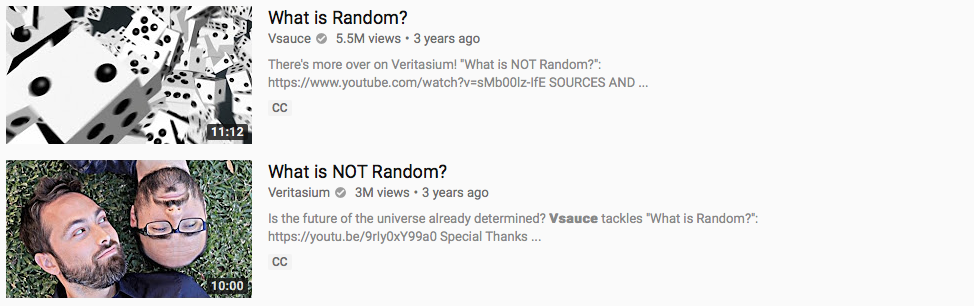 What is Random?
Vsauce 5.5M views • 3 years ago
There's more over on Veritasium! "What is NOT Random?":
https://www.youtube.com/watch?v=sMb00lz-IfE SOURCES AND ...
CC
11:12
What is NOT Random?
Veritasium 3M views • 3 years ago
Is the future of the universe already determined? Vsauce tackles "What is Random?":
https://youtu.be/9rIy0xY99a0 Special Thanks ...
CC
10:00